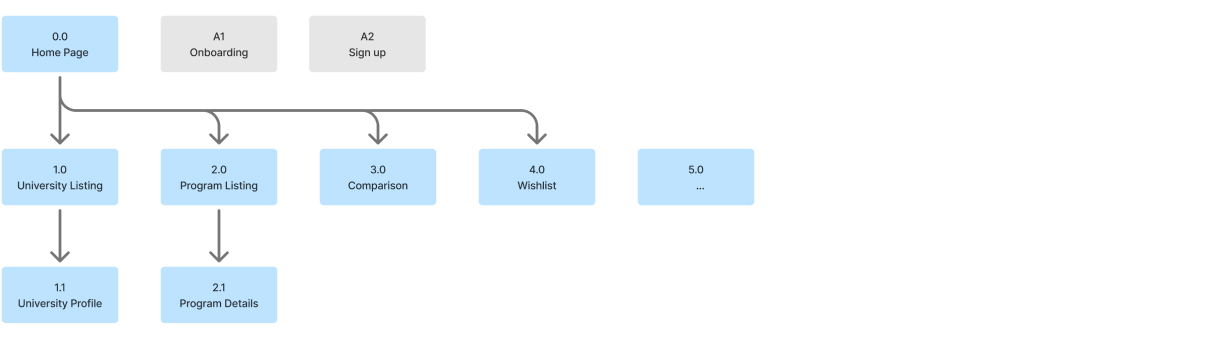 0.0
Home Page
A1
Onboarding
A2
Sign up
1.0
University Listing
2.0
Program Listing
3.0
Comparison
4.0
Wishlist
5.0
...
1.1
University Profile
2.1
Program Details